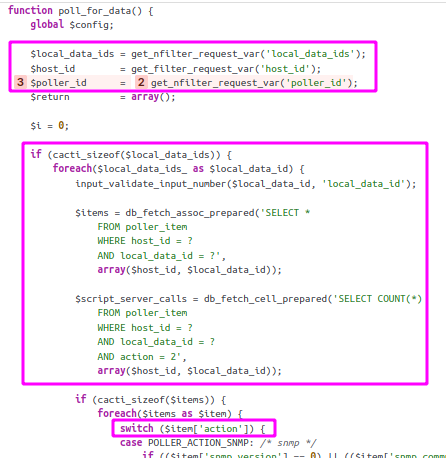 function poll_for_data() {
global $config;
$local_data_ids = get_nfilter_request_var('local_data_ids');
$host_id = get_filter_request_var('host_id');
3 $poller_id = 2 get_nfilter_request_var('poller_id');
$return = array();
$i = 0;
if (cacti_sizeof($local_data_ids)) {
foreach($local_data_ids_ as $local_data_id) {
input_validate_input_number($local_data_id, 'local_data_id');
$items = db_fetch_assoc_prepared('SELECT *
FROM poller_item
WHERE host_id = ?
AND local_data_id = ?',
array($host_id, $local_data_id));
$script_server_calls = db_fetch_cell_prepared('SELECT COUNT(*)
FROM poller_item
WHERE host_id = ?
AND local_data_id = ?
AND action = 2',
array($host_id, $local_data_id));
if (cacti_sizeof($items)) {
foreach($items as $item) {
switch ($item['action']) {
case POLLER_ACTION_SNMP: /* snmp */
if (($item['snmp_version'] == 0) || (($item['snmp_comm